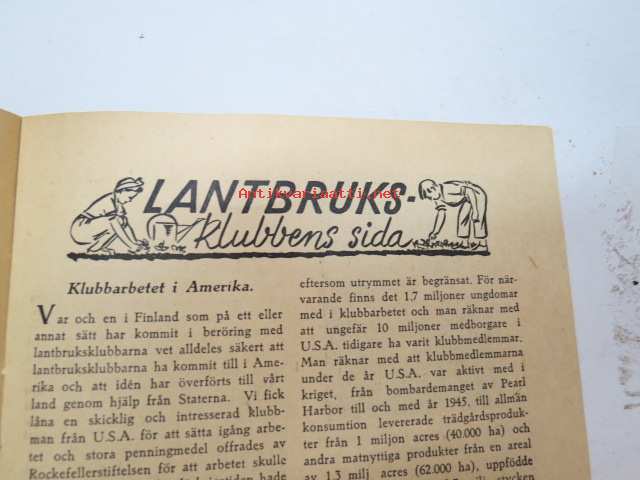 LANTBRUKS-
klubbens sida
Antikvariaatti.net
Klubbarbetet i Amerika.
Var och en i Finland som på ett eller
annat sätt har kommit i beröring med
lantbruksklubbarna vet alldeles säkert att
lantbruksklubbarna ha kommit till i Ame-
rika och att idén har överförts till vårt
land genom hjälp från Staterna. Vi fick
låna en skicklig och intresserad klubb-
man från U.S.A. för att sätta igång arbe-
tet och stora penningmedel offrades av
Rockefellerstiftelsen för att arbetet skulle
hade
eftersom utrymmet är begränsat. För när-
varande finns det 1,7 miljoner ungdomar
med i klubbarbetet och man räknar med
att ungefär 10 miljoner medborgare i
U.S.A. tidigare ha varit klubbmedlemmar.
Man räknar med att klubbmedlemmarna
under de år U.S.A. var aktivt med i
kriget, från bombardemanget av Pearl
Harbor till och med år 1945, till allmän
konsumtion levererade trädgårdsproduk-
ter från 1 miljon acres (40.000 ha) och
andra matnyttiga produkter från en areal
av 1,3 milj acres (62.000 ha), uppfödde
stycken